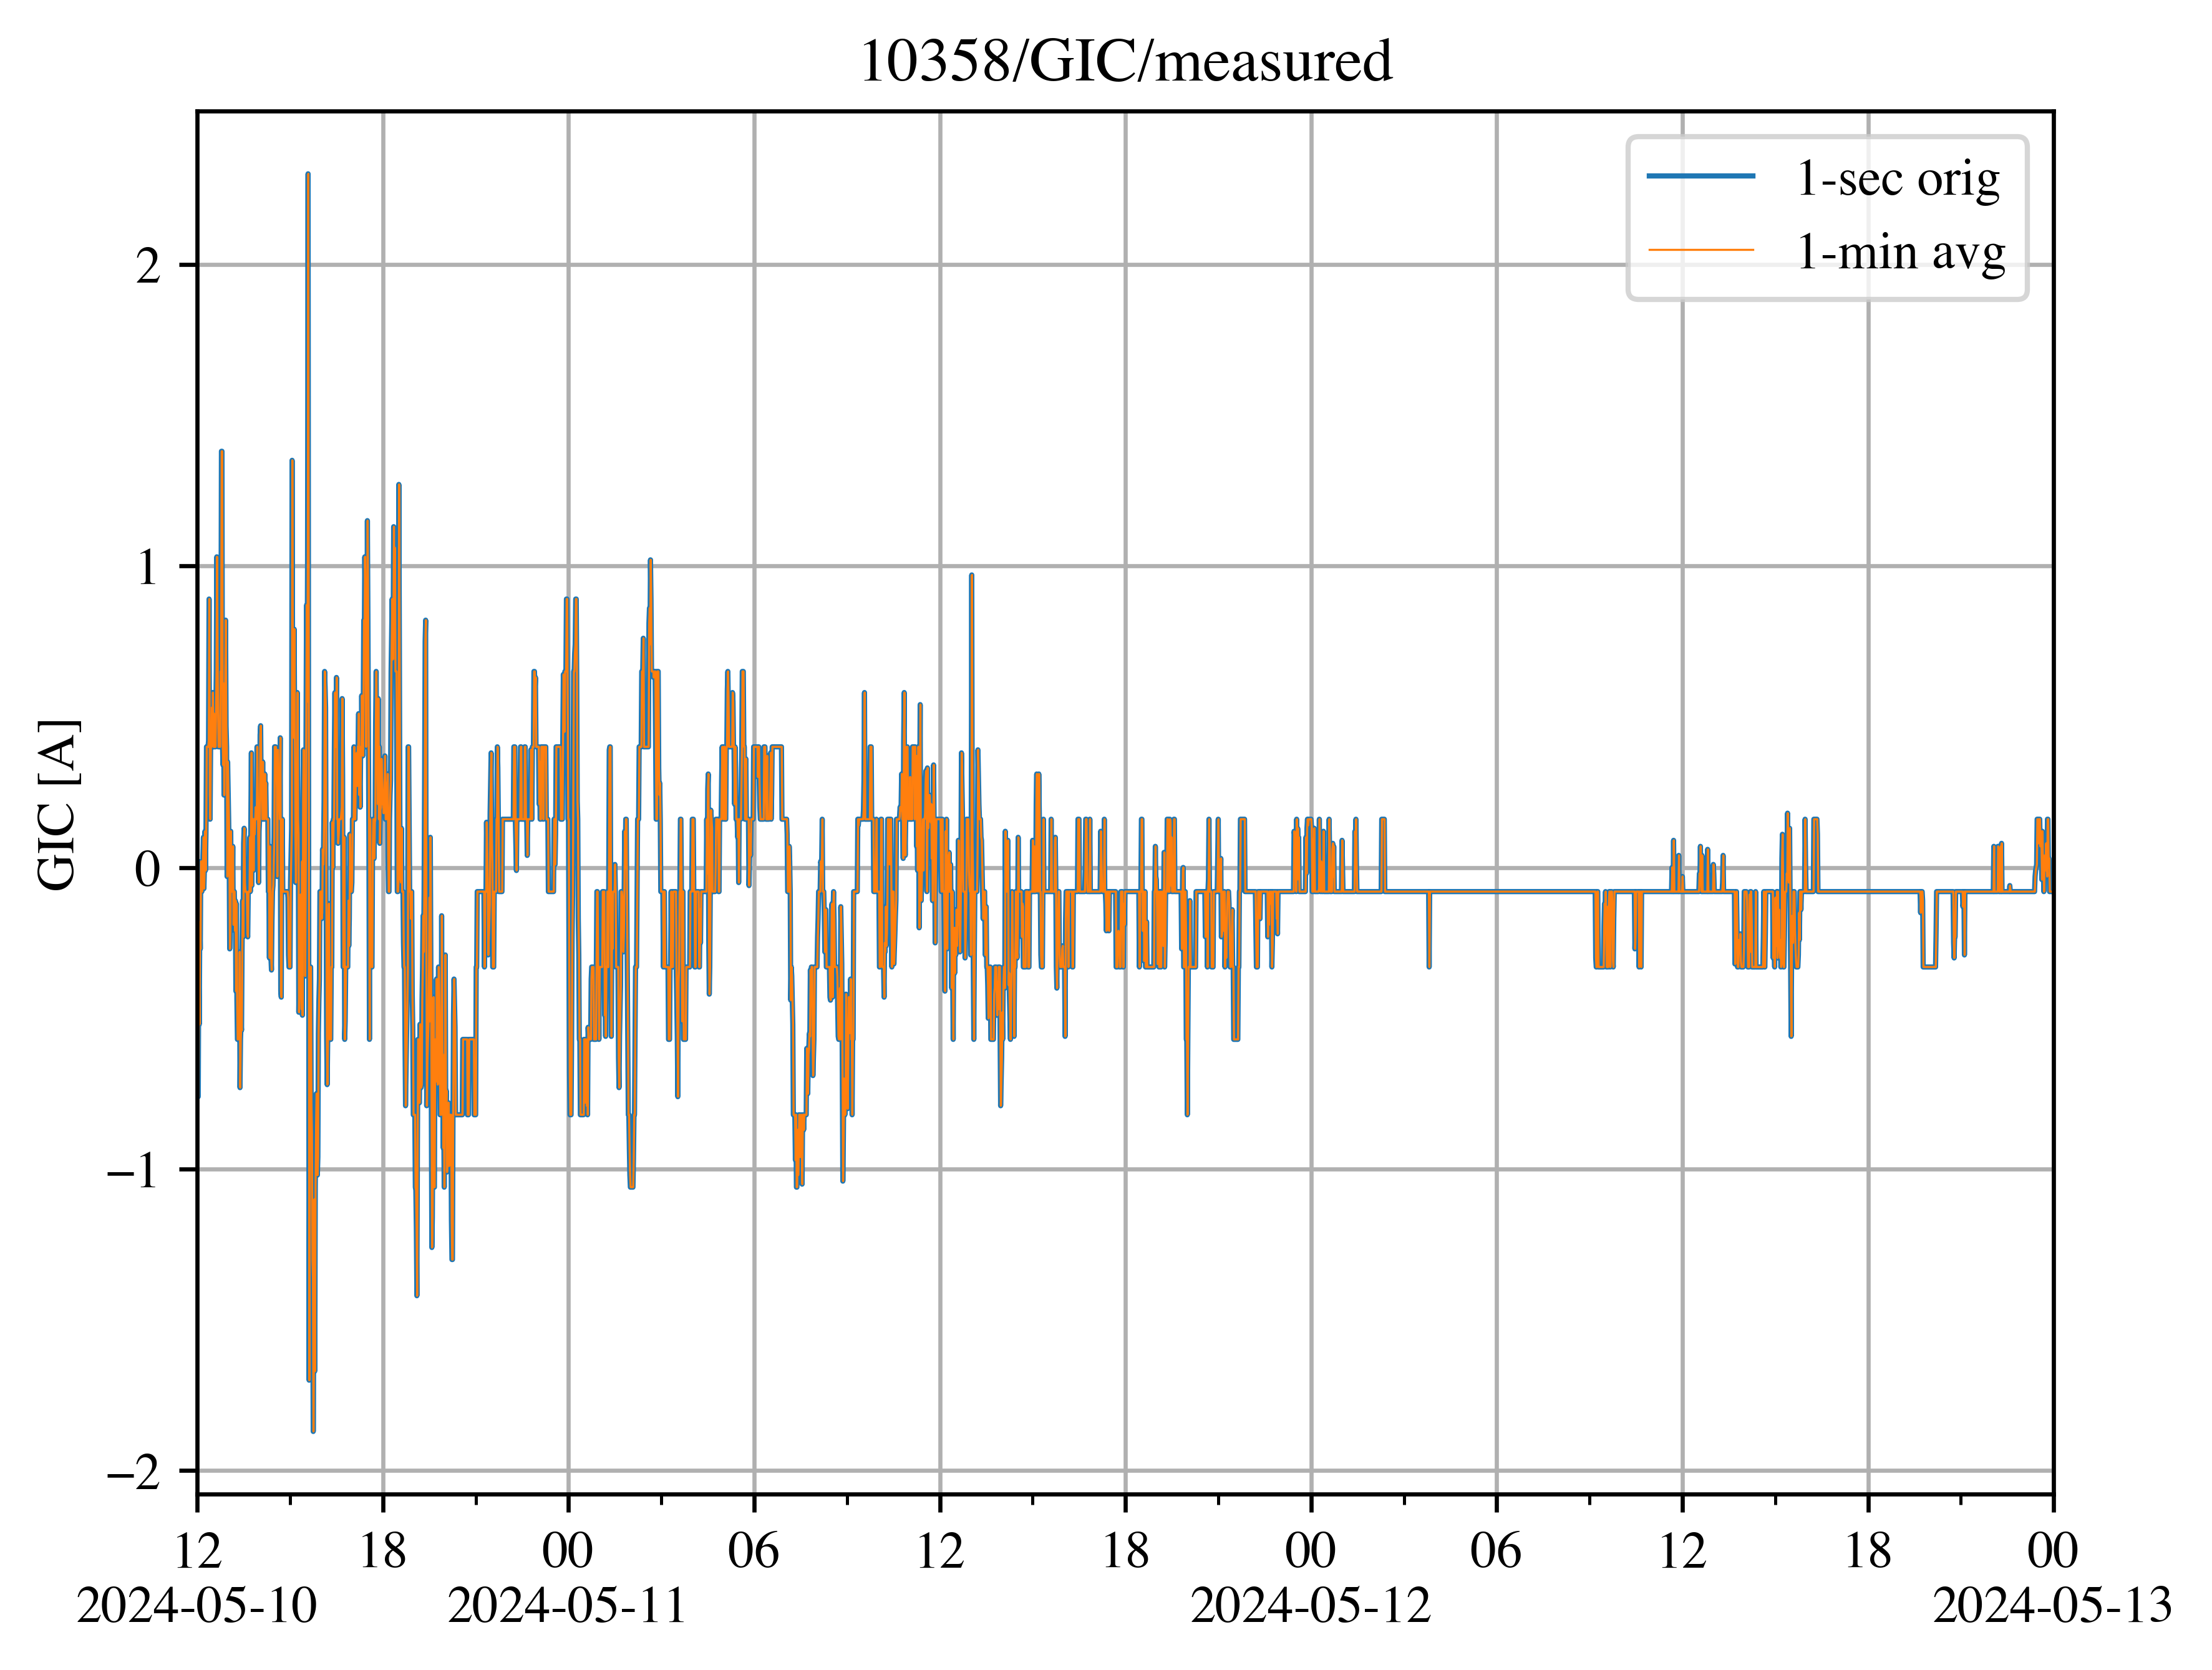 10358/GIC/measured
1-sec orig
1-min avg
GIC [A]
2
1
0
−1
−2
12 18 00 06 12 18 00 06 12 18 00
2024-05-10 2024-05-11 2024-05-12 2024-05-13